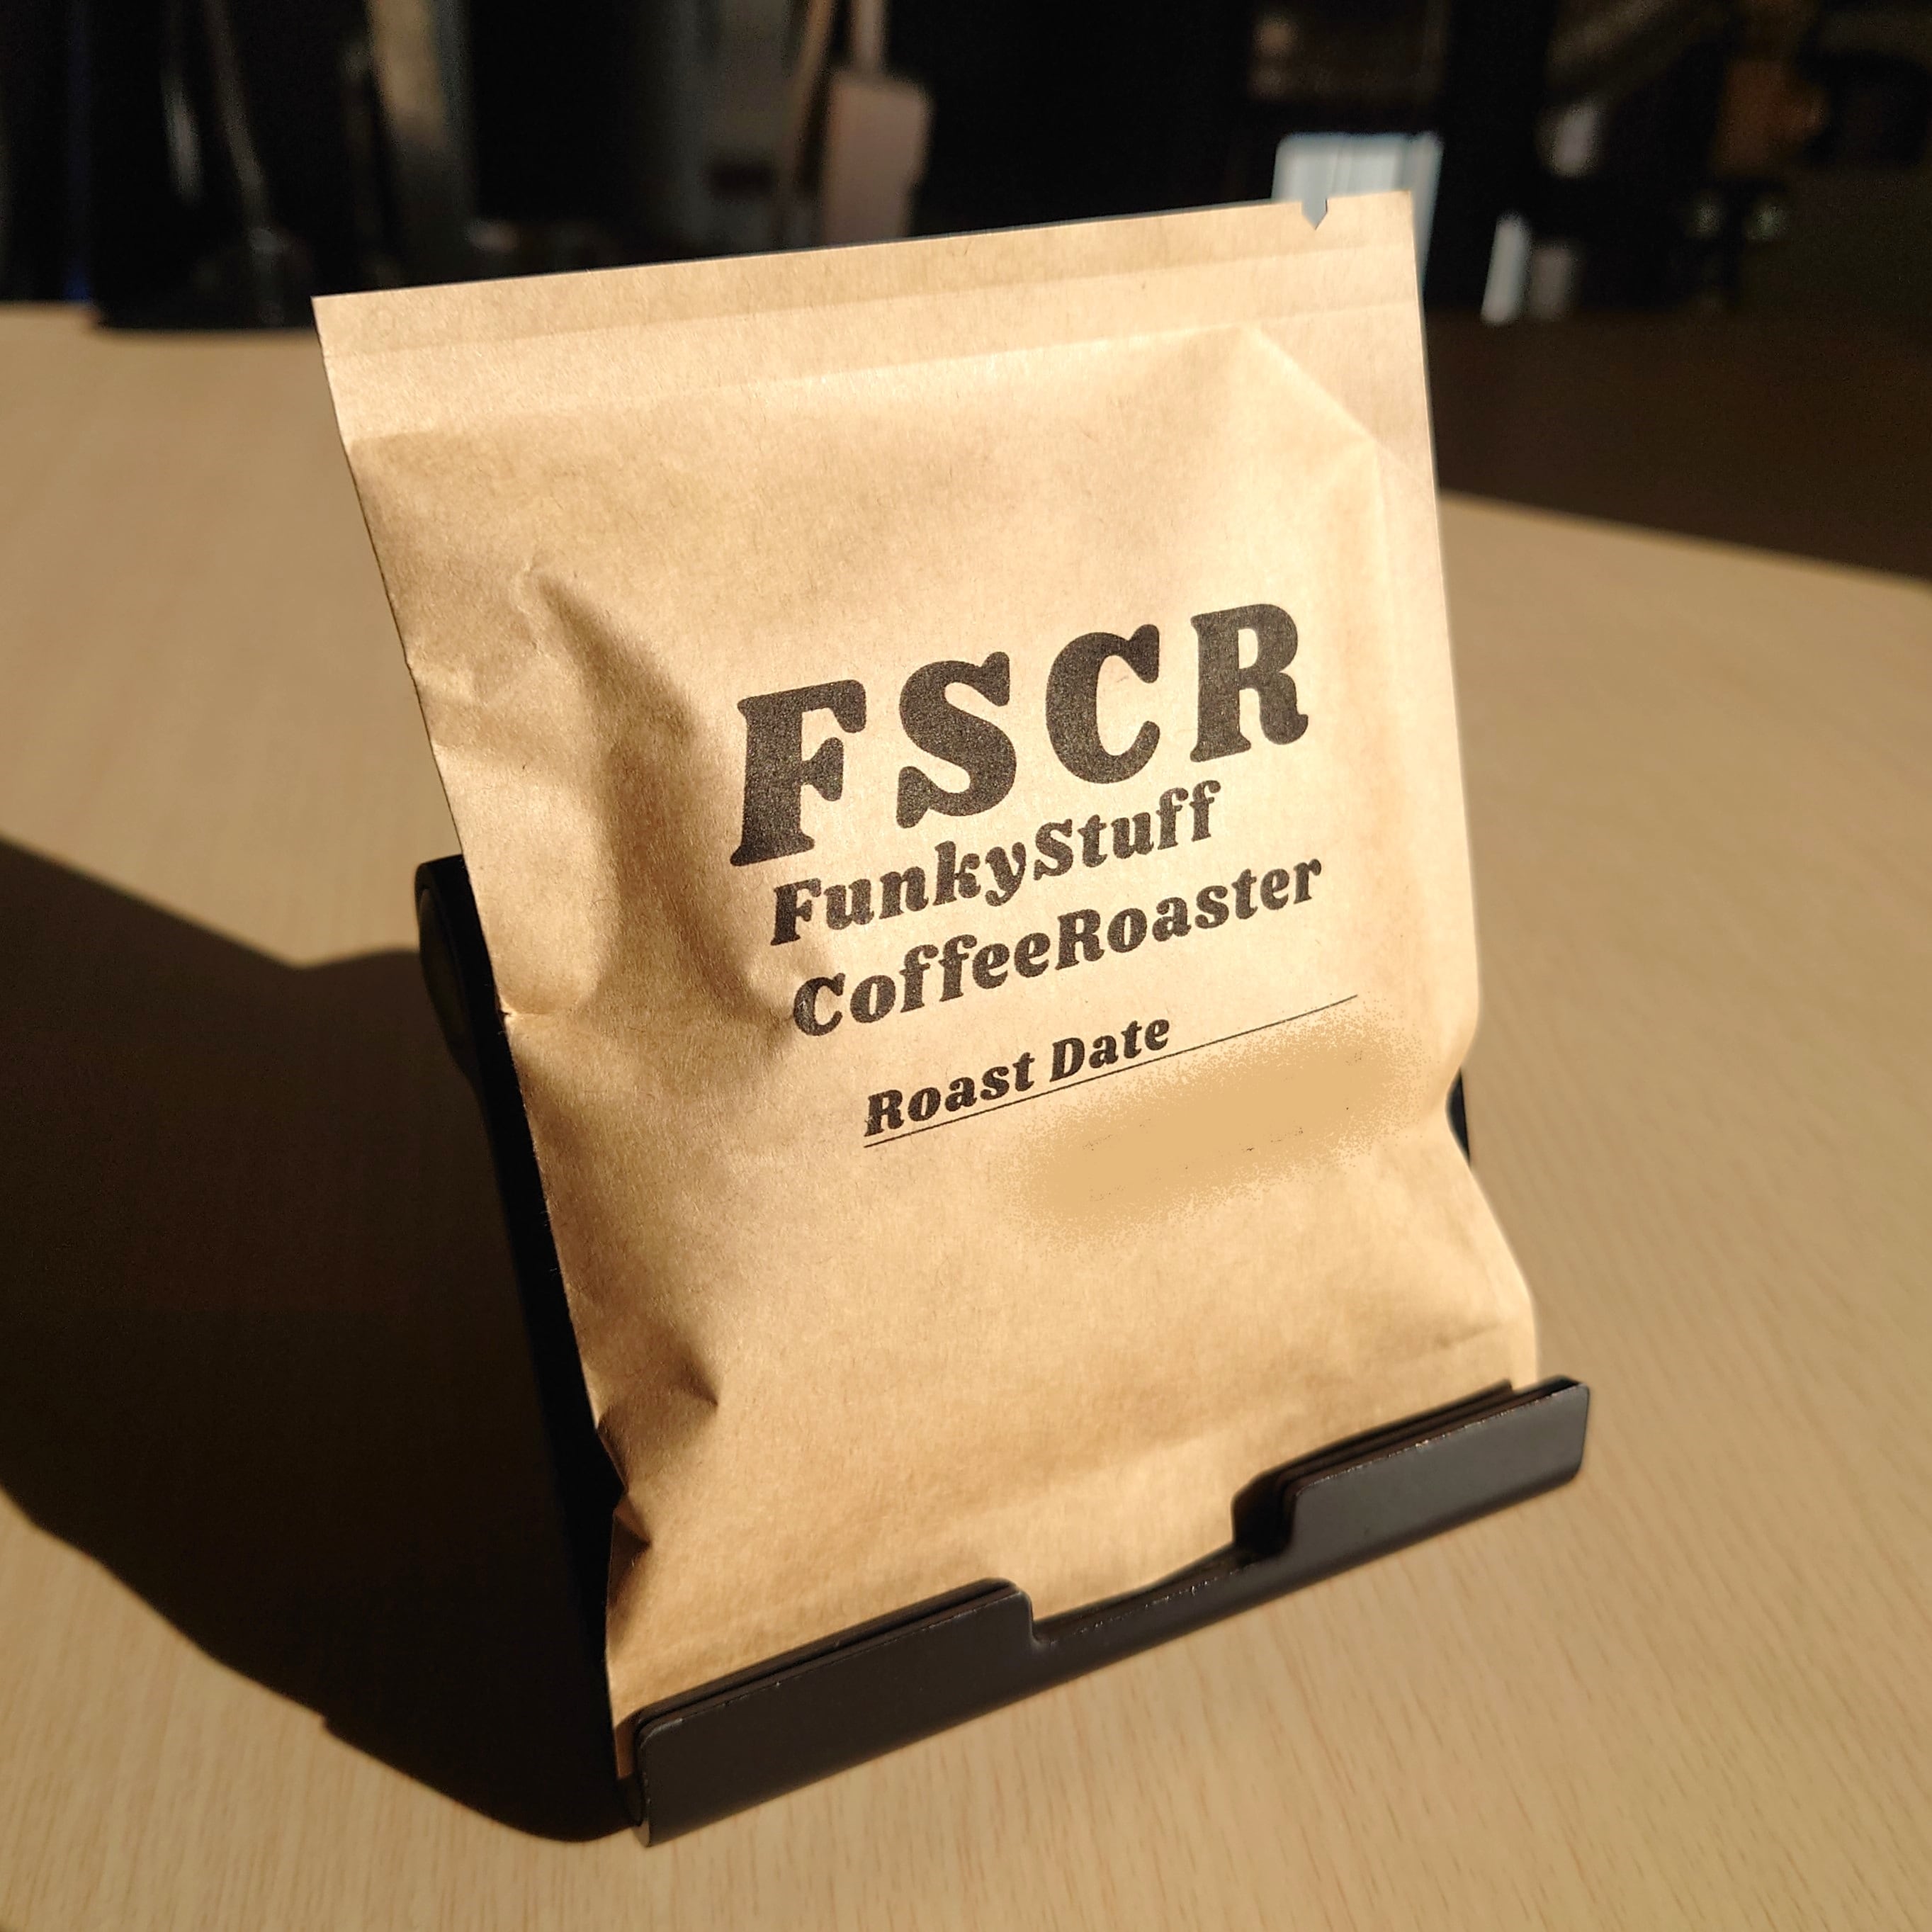 FSCR
FunkyStuff
CoffeeRoaster
Roast Date